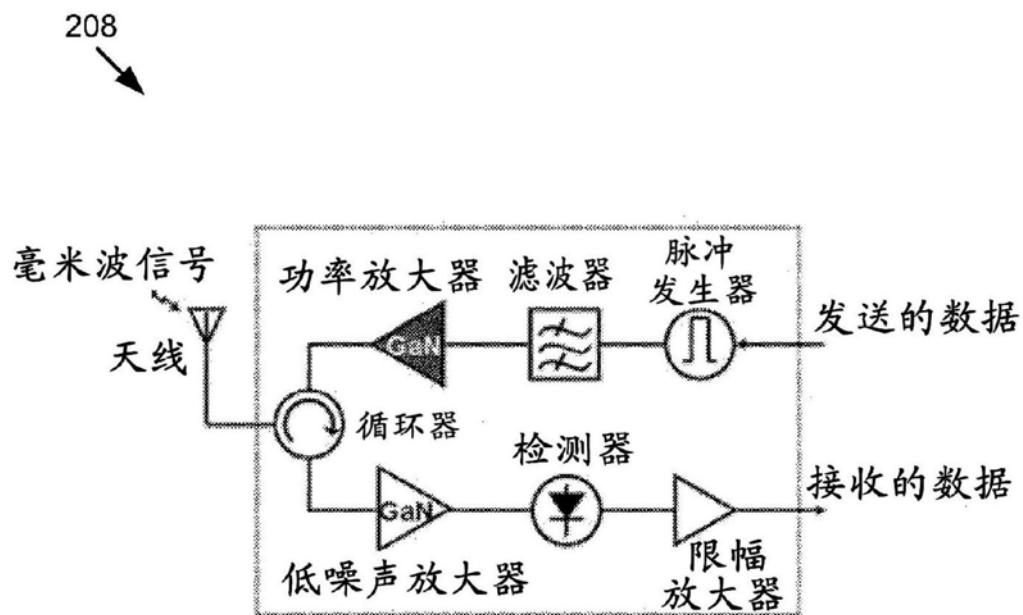 208
毫米波信号
天线
功率放大器
GaN
滤波器
脉冲
发生器
发送的数据
循环器
GaN
低噪声放大器
检测器
限幅
放大器
接收的数据